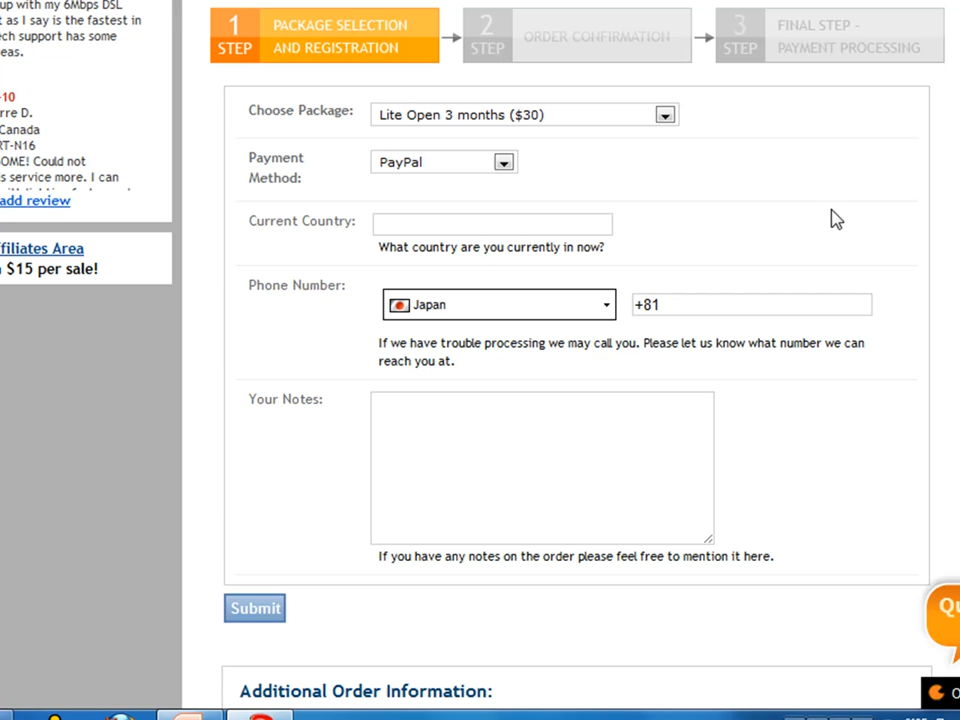 up with my 6Mbps DSL
t as I say is the fastest in
ech support has some
eas.
-10
rre D.
Canada
RT-N16
OME! Could not
s service more. I can
add review
ffiliates Area
$15 per sale!
1
STEP
PACKAGE SELECTION
AND REGISTRATION
2
STEP
ORDER CONFIRMATION
3
STEP
FINAL STEP -
PAYMENT PROCESSING
Choose Package: Lite Open 3 months ($30)
Payment
Method:
PayPal
Current Country:
What country are you currently in now?
Phone Number: Japan +81
If we have trouble processing we may call you. Please let us know what number we can
reach you at.
Your Notes:
If you have any notes on the order please feel free to mention it here.
Submit
Qu
Additional Order Information: